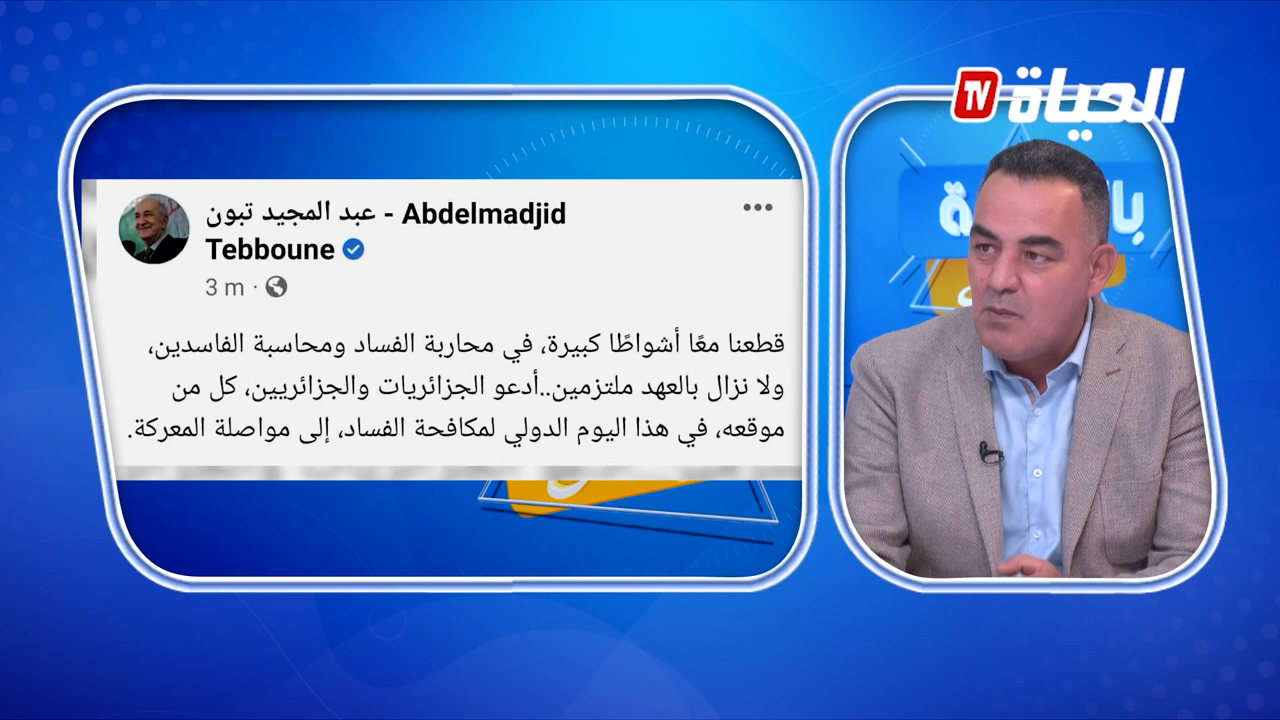 الحياة TV
عبد المجيد تبون - Abdelmadjid
Tebboune
3 m ·
قطعنا معًا أشواطًا كبيرة، في محاربة الفساد ومحاسبة الفاسدين،
ولا نزال بالعهد ملتزمين..أدعو الجزائريات والجزائريين، كل من
موقعه، في هذا اليوم الدولي لمكافحة الفساد، إلى مواصلة المعركة.